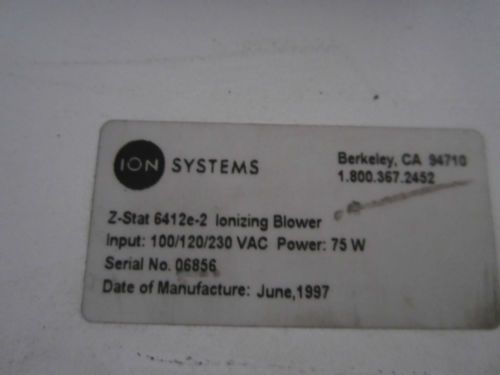 ION SYSTEMS
Berkeley, CA 94710
1.800.367.2452
Z-Stat 6412e-2 Ionizing Blower
Input: 100/120/230 VAC Power: 75 W
Serial No. 06856
Date of Manufacture: June,1997